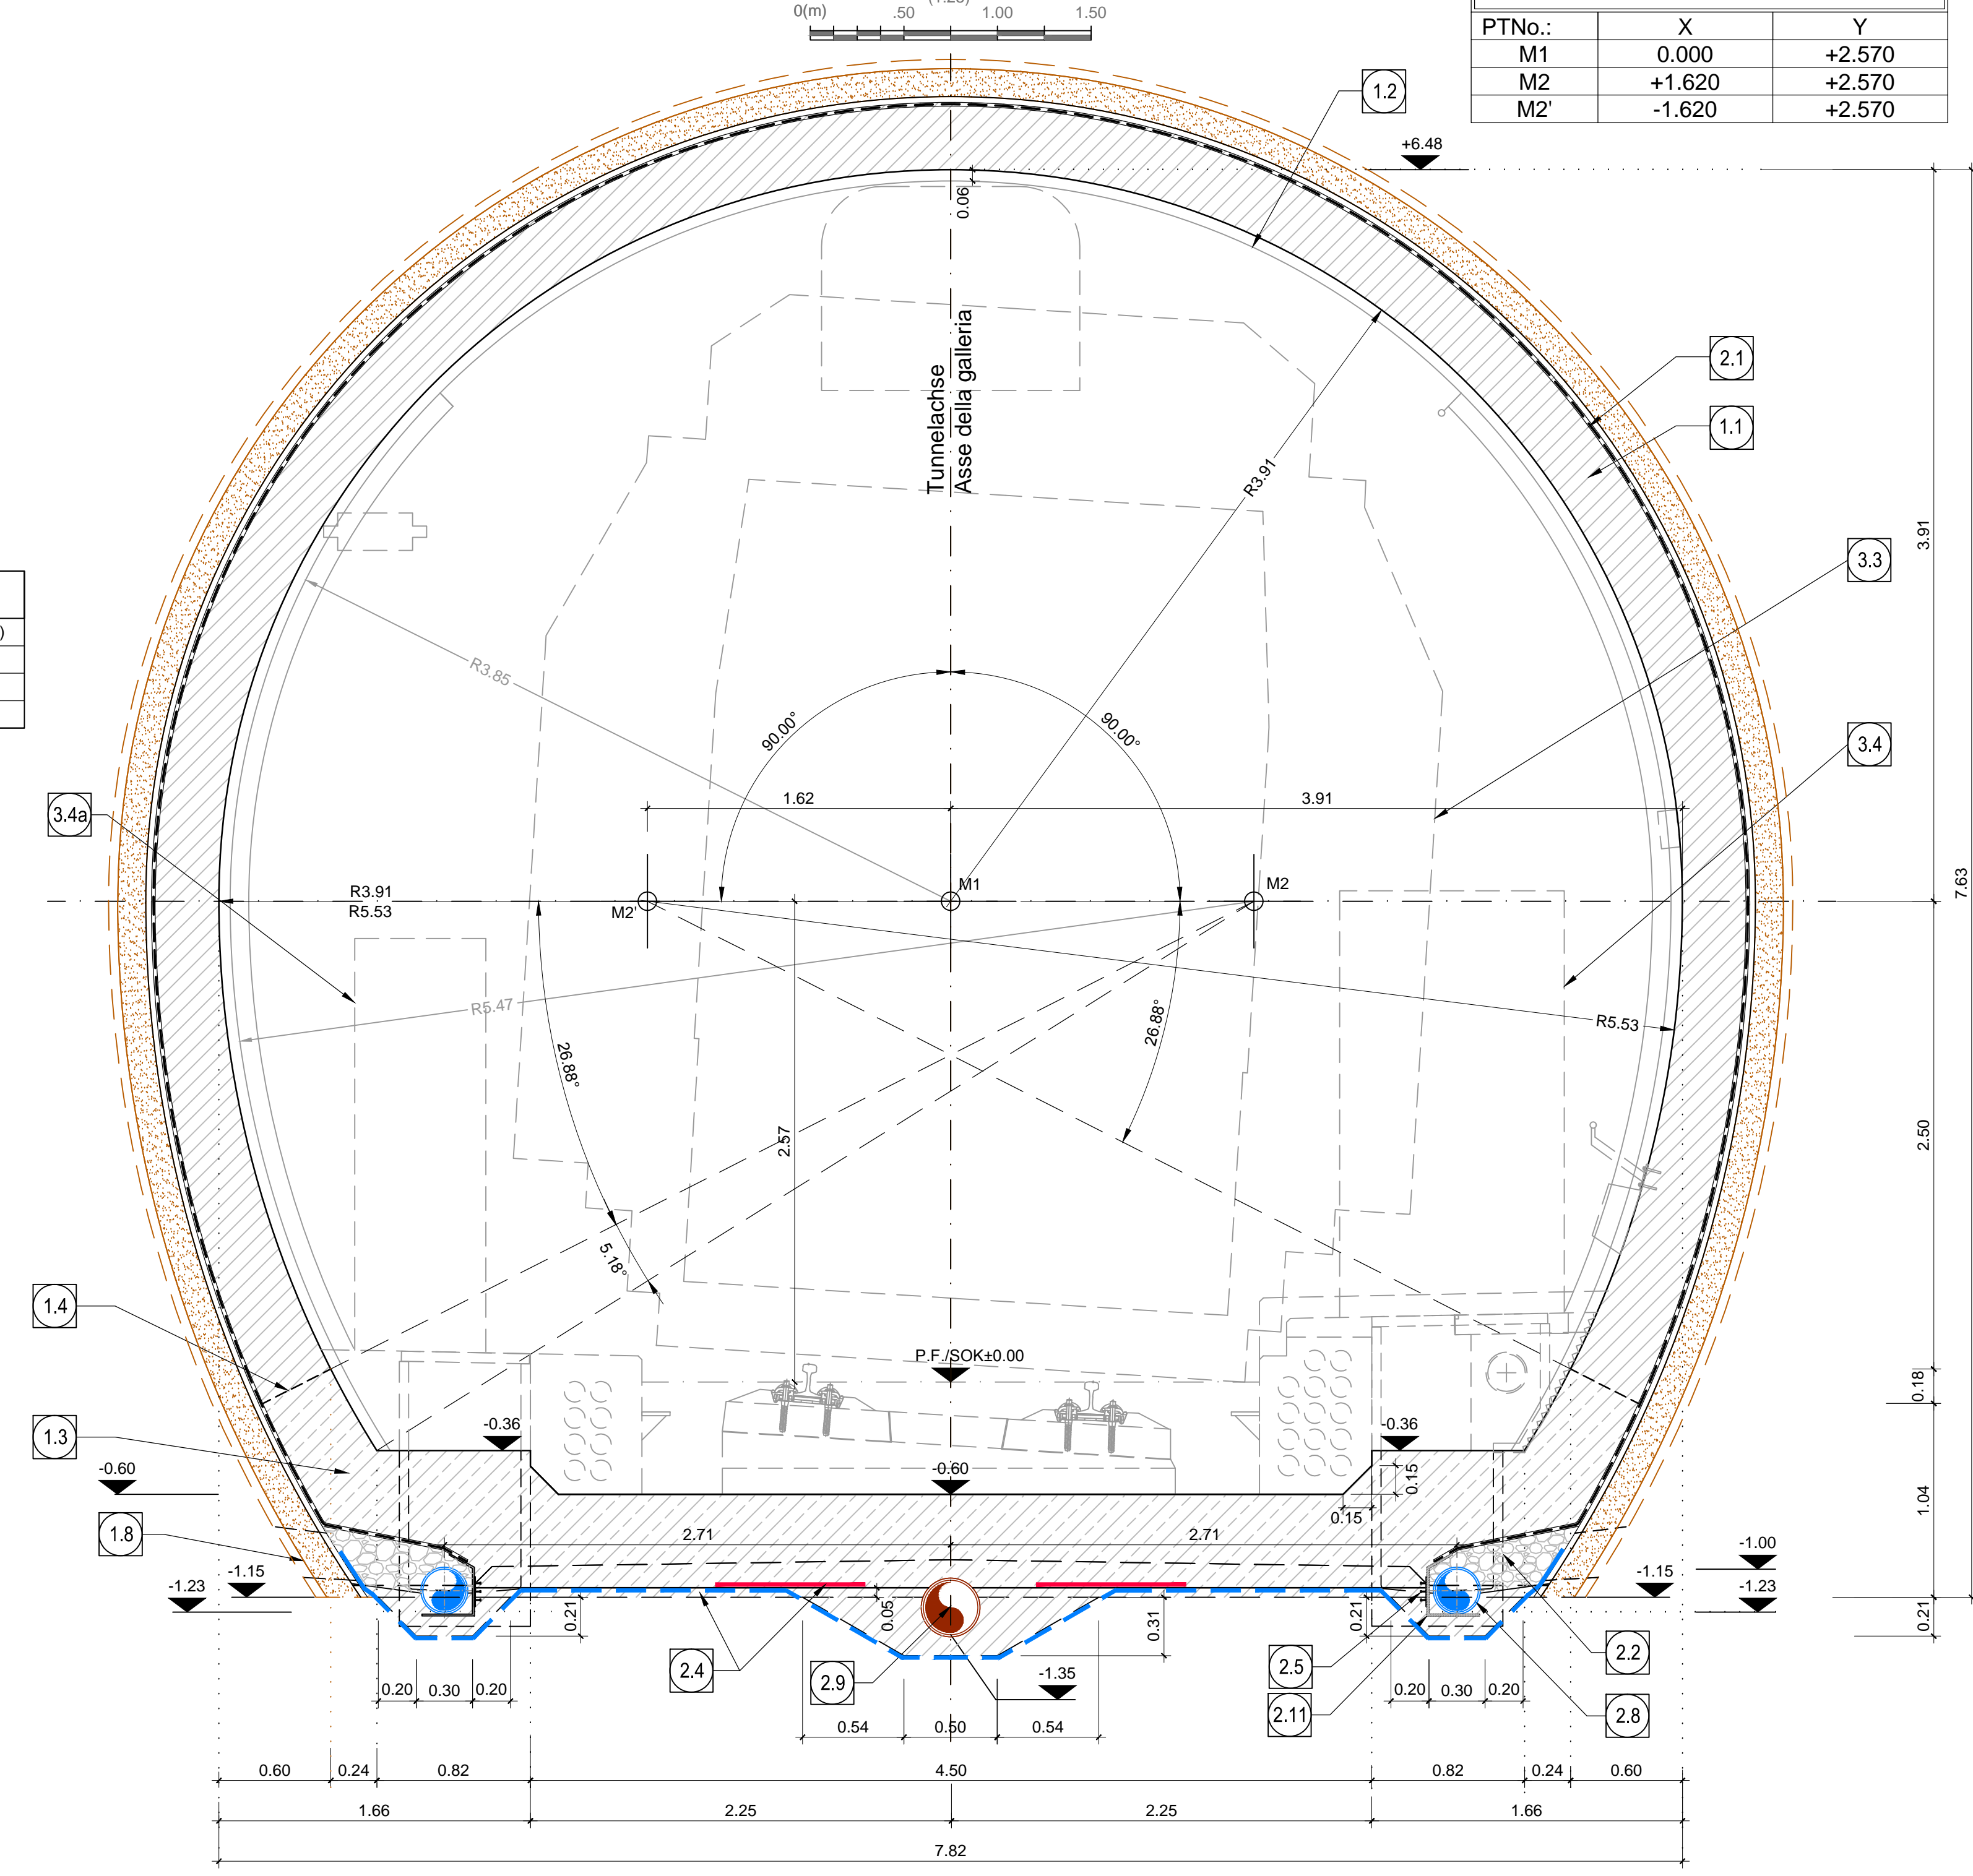 (1:25)
0(m) .50 1.00 1.50
PTNo.: X Y
M1 0.000 +2.570
M2 +1.620 +2.570
M2' -1.620 +2.570
1.2
+6.48
0.06
Tunnelachse
Asse della galleria
2.1
1.1
R3.91
3.91
3.3
)
R3.85
90.00°
90.00°
3.4
1.62
3.91
3.4a
7.63
R3.91
R5.53
M2'
M1
M2
R5.47
R5.53
26.88°
26.88°
2.57
2.50
5.18°
1.4
P.F./SOK±0.00
0.18
1.3
-0.36
-0.36
-0.60
-0.60
0.15
0.15
1.04
1.8
2.71
2.71
-1.00
-1.15
-1.15
-1.23
-1.23
0.21
0.05
0.31
0.21
0.21
2.4
2.9
-1.35
2.5
2.2
2.11
2.8
0.20 0.30 0.20
0.20 0.30 0.20
0.54 0.50 0.54
0.60 0.24 0.82 4.50 0.82 0.24 0.60
1.66 2.25 2.25 1.66
7.82